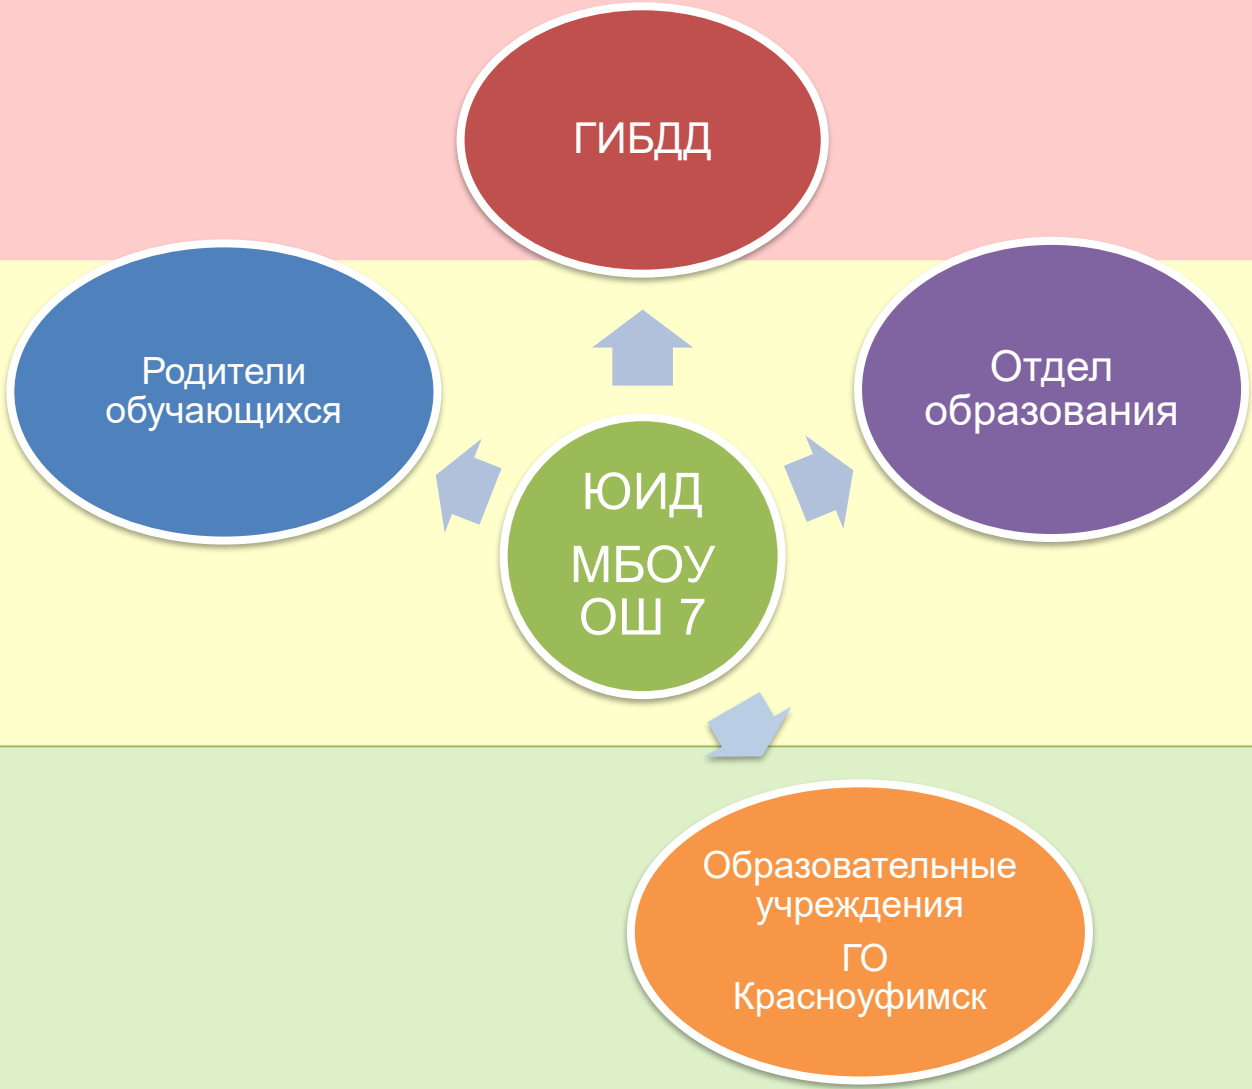 ГИБДД
Родители
обучающихся
Отдел
образования
ЮИД
МБОУ
ОШ 7
Образовательные
учреждения
ГО
Красноуфимск